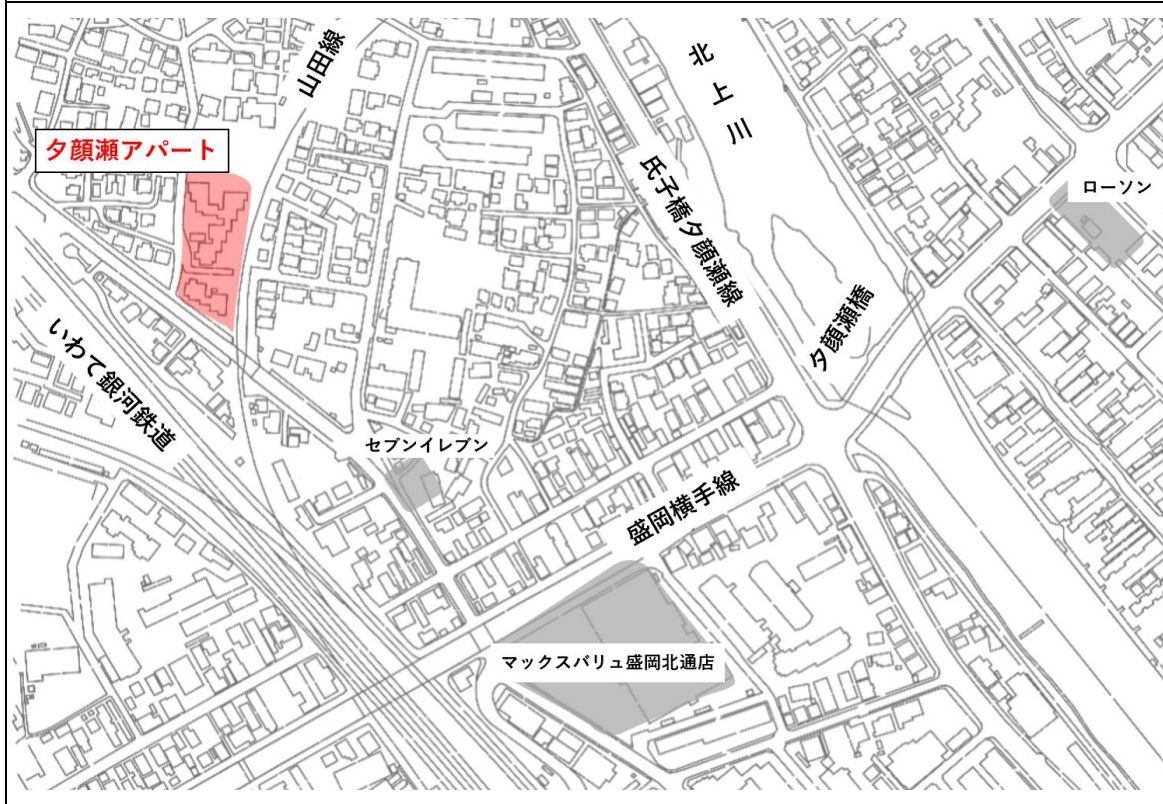 山田線
北上川
夕顔瀬アパート
氏子橋夕顔瀬線
ローソン
夕顔瀬橋
いわて銀河鉄道
セブンイレブン
盛岡横手線
マックスバリュ盛岡北通店